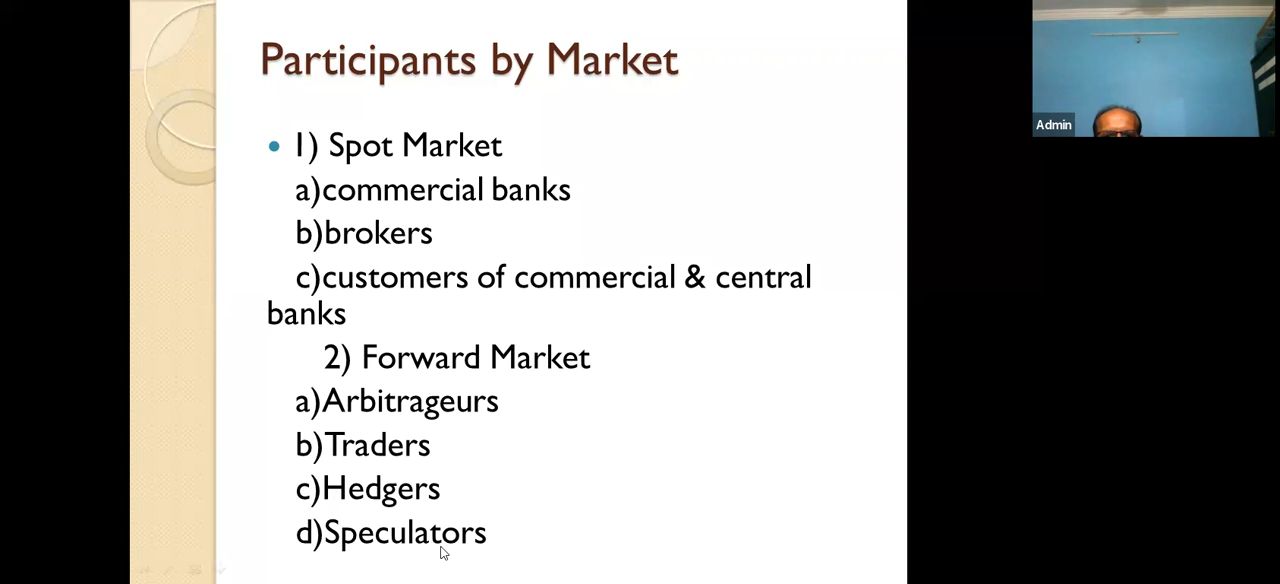 Participants by Market
1) Spot Market
a)commercial banks
b)brokers
c)customers of commercial & central
banks
2) Forward Market
a)Arbitrageurs
b)Traders
c)Hedgers
d)Speculators
Admin